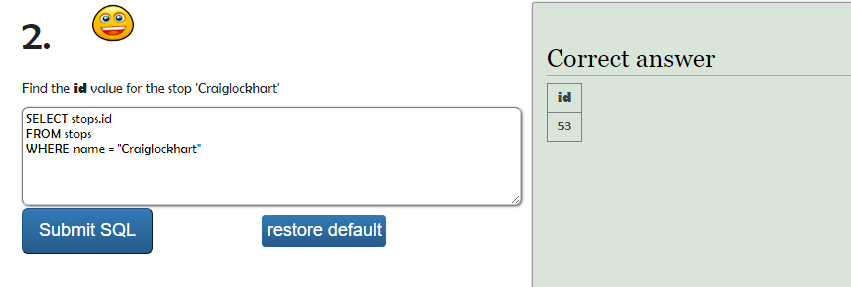 2.
Find the id value for the stop 'Craiglockhart'
SELECT stops.id
FROM stops
WHERE name = "Craiglockhart"
Submit SQL
restore default
Correct answer
id
53